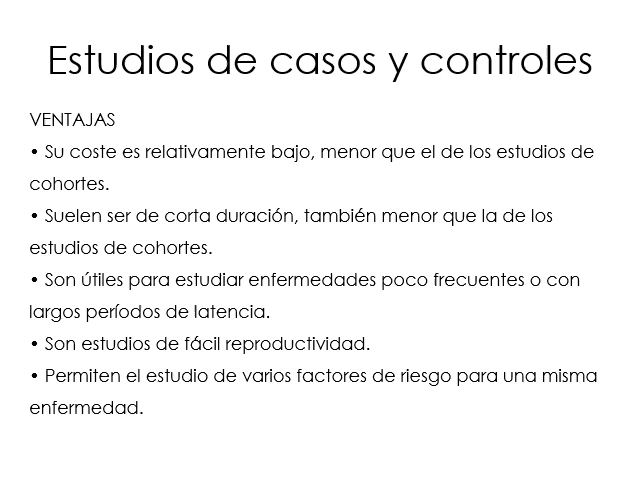 Estudios de casos y controles
VENTAJAS
• Su coste es relativamente bajo, menor que el de los estudios de
cohortes.
• Suelen ser de corta duración, también menor que la de los
estudios de cohortes.
• Son útiles para estudiar enfermedades poco frecuentes o con
largos períodos de latencia.
• Son estudios de fácil reproductividad.
• Permiten el estudio de varios factores de riesgo para una misma
enfermedad.